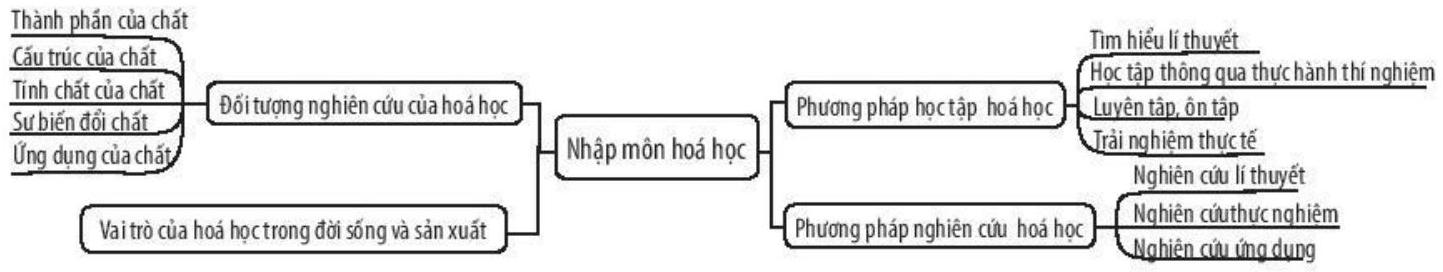 Thành phần của chất
Cấu trúc của chất
Tính chất của chất
Sư biến đổi chất
Ứng dụng của chất
Đối tượng nghiên cứu của hoá học
Vai trò của hoá học trong đời sống và sản xuất
Nhập môn hoá học
Phương pháp học tập hoá học
Tìm hiểu lí thuyết
Học tập thông qua thực hành thí nghiệm
Luyên tâp, ôn tâp
Trải nghiệm thực tế
Phương pháp nghiên cứu hoá học
Nghiên cứu lí thuyết
Nghiên cứuthực nghiệm
Nghiên cứu ứng dụng